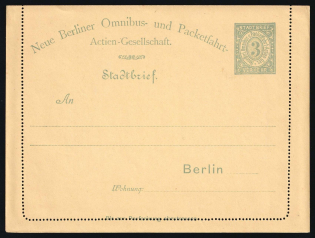 Neue Berliner Omnibus- und Packetfahrt-
Actien-Gesellschaft.
3
Stadtbrief.
An
Berlin
Wohnung